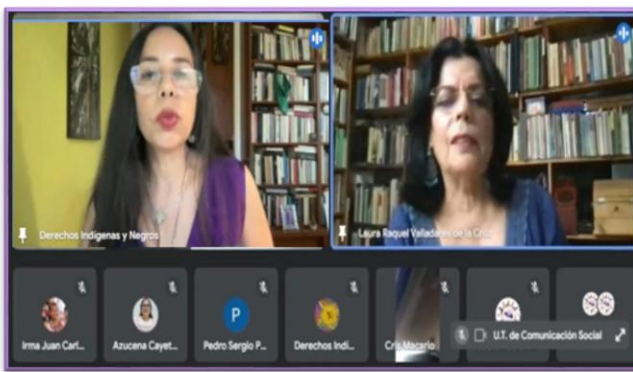 Derechos Indígenas y Negros
Laura Raquel Valladares de la Cruz
Irma Juan Carl...
Azucena Cayet...
P
Pedro Sergio P...
Derechos Indí...
Cris Macario
U.T. de Comunicación Social